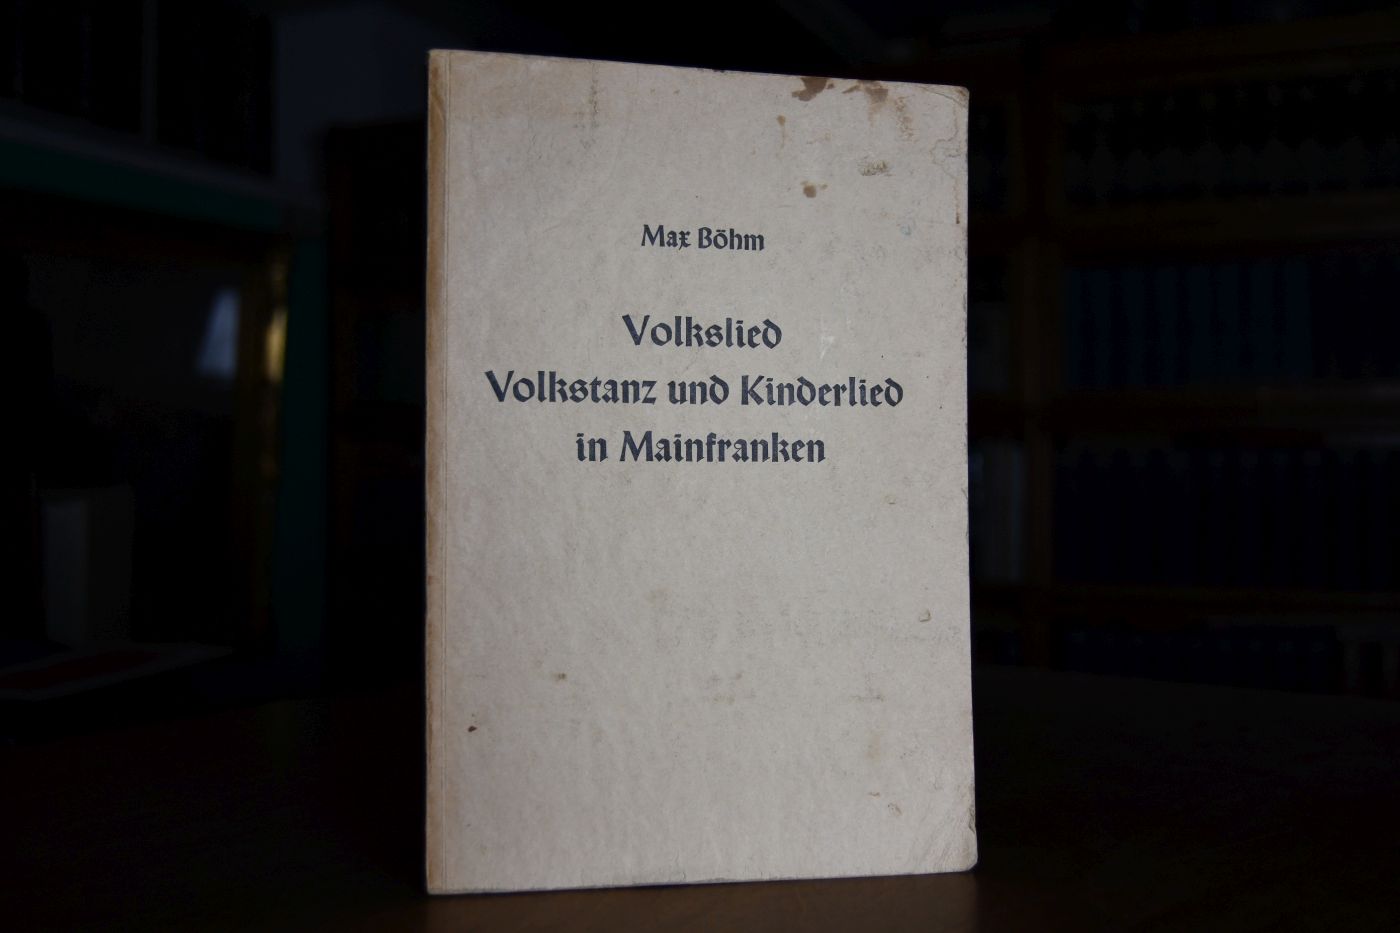 Max Böhm
Volkslied
Volkstanz und Kinderlied
in Mainfranken